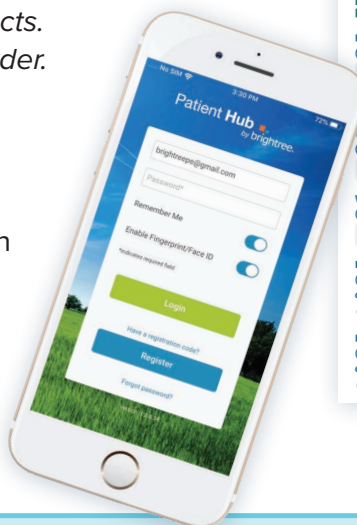 cts.
der.
n
No SIM
3:30 PM
72%
Patient Hub
by brightree.
brightreepe@gmail.com
Password*
Remember Me
Enable Fingerprint/Face ID
*Indicates required field
Login
Have a registration code?
Register
Forgot password?